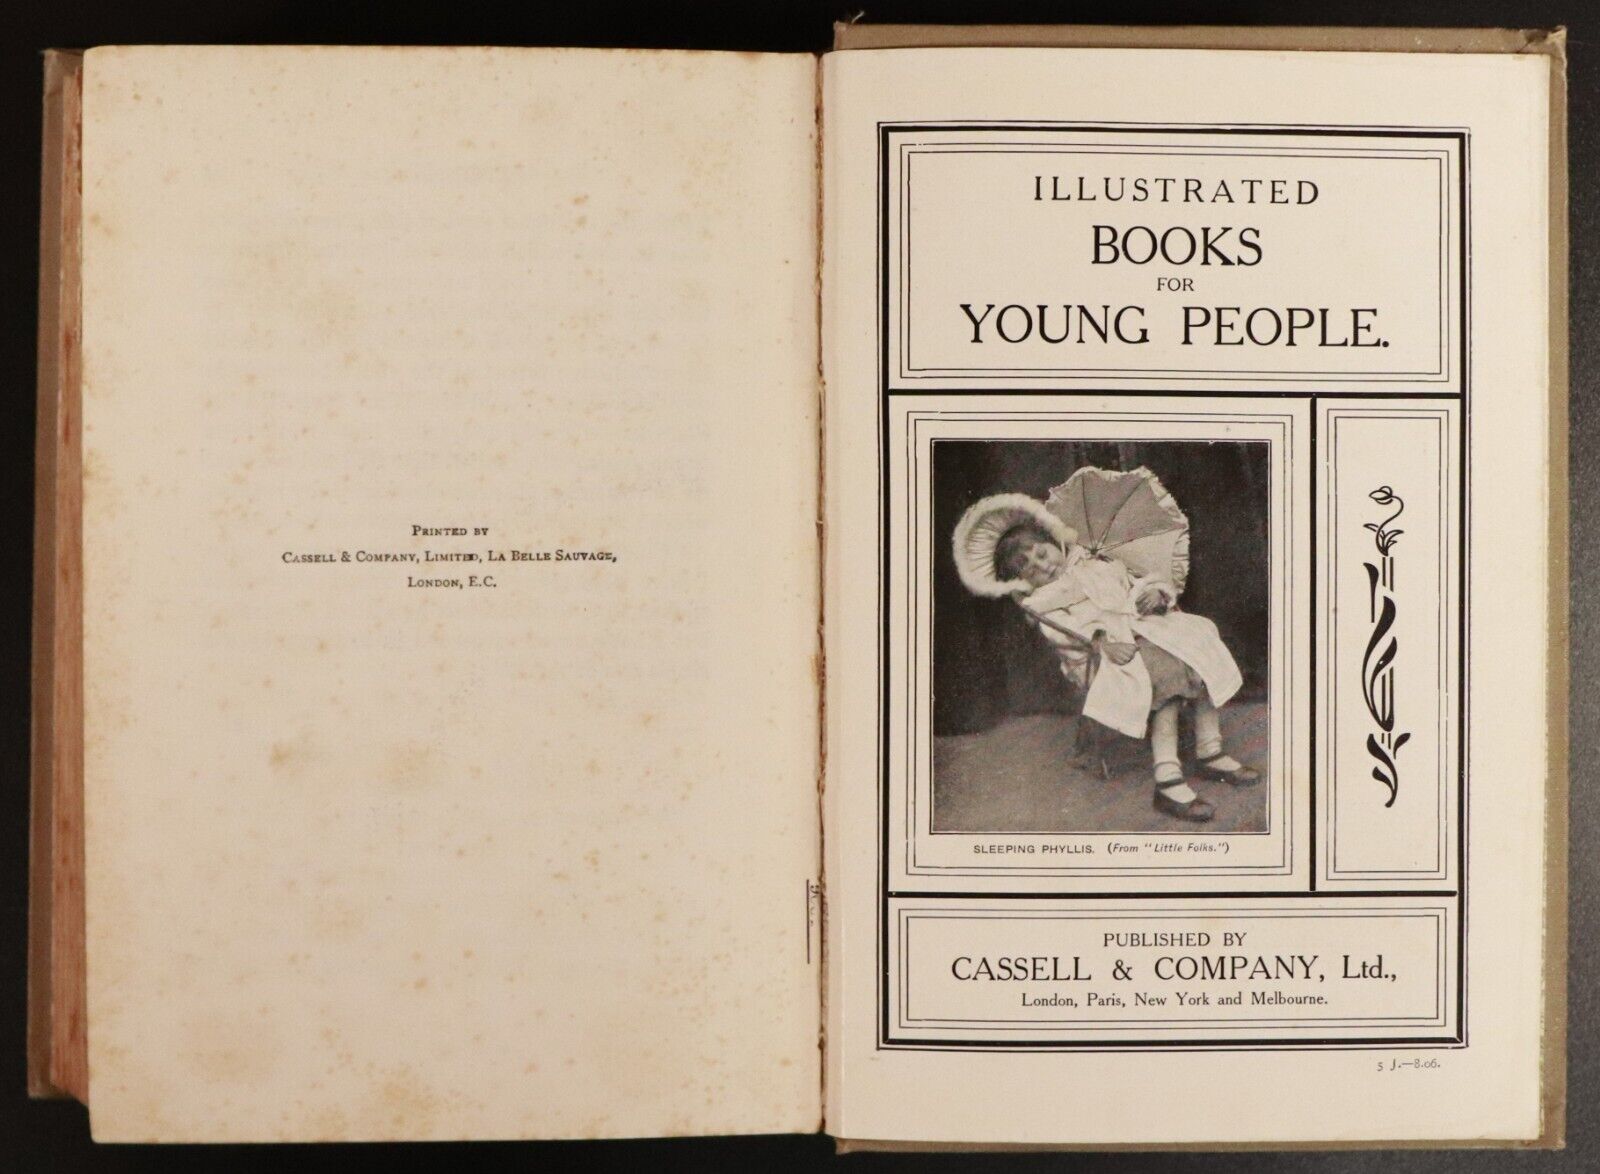 PRINTED BY
CASSELL & COMPANY, LIMITED, LA BELLE SAUVAGE,
LONDON, E.C.
ILLUSTRATED
BOOKS
FOR
YOUNG PEOPLE.
SLEEPING PHYLLIS. (From "Little Folks.")
PUBLISHED BY
CASSELL & COMPANY, Ltd.,
London, Paris, New York and Melbourne.
5 J.—8.06.